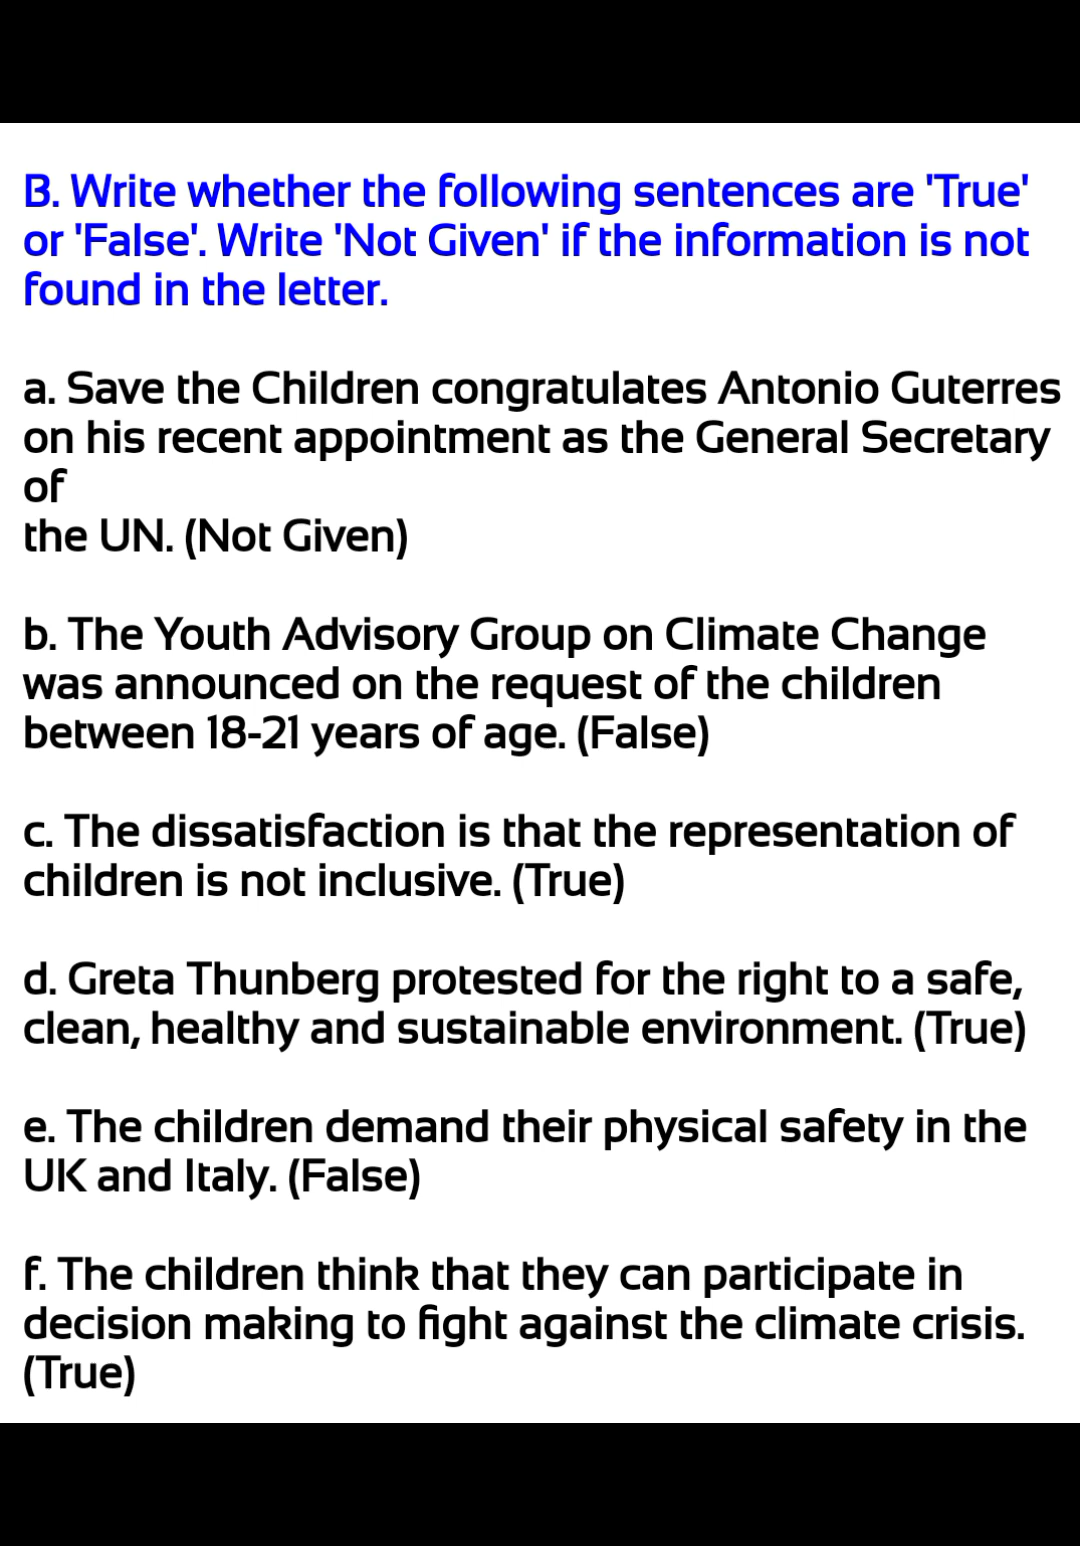 B. Write whether the following sentences are 'True'
or 'False'. Write 'Not Given' if the information is not
found in the letter.
a. Save the Children congratulates Antonio Guterres
on his recent appointment as the General Secretary
of
the UN. (Not Given)
b. The Youth Advisory Group on Climate Change
was announced on the request of the children
between 18-21 years of age. (False)
c. The dissatisfaction is that the representation of
children is not inclusive. (True)
d. Greta Thunberg protested for the right to a safe,
clean, healthy and sustainable environment. (True)
e. The children demand their physical safety in the
UK and Italy. (False)
f. The children think that they can participate in
decision making to fight against the climate crisis.
(True)